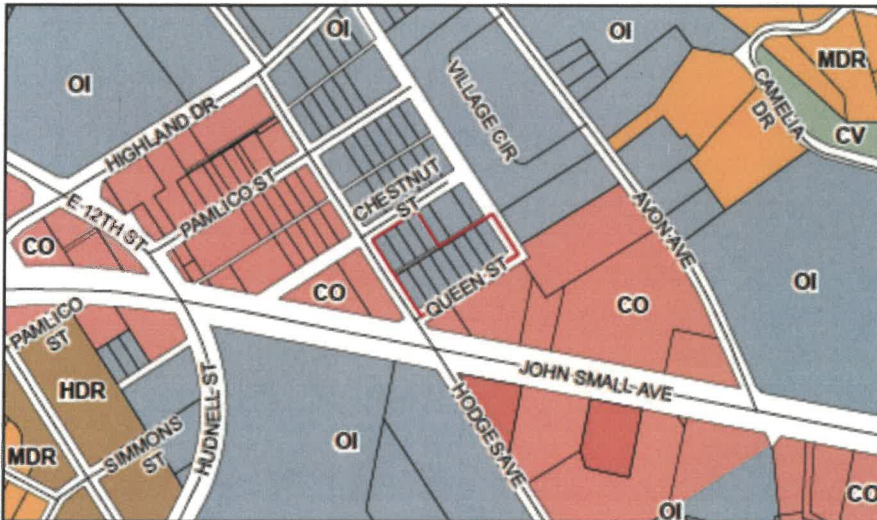 OI
OI
OI
MDR
HIGHLAND DR
VILLAGE CIR
CAMELIA
DR
CV
PAMLICO ST
CHESTNUT
ST
AVON AVE
E 12TH ST
CO
CO
QUEEN ST
CO
OI
PAMLICO
ST
JOHN SMALL AVE
HDR
HUDNELL ST
HODGES AVE
SIMMONS
ST
MDR
OI
OI
CO